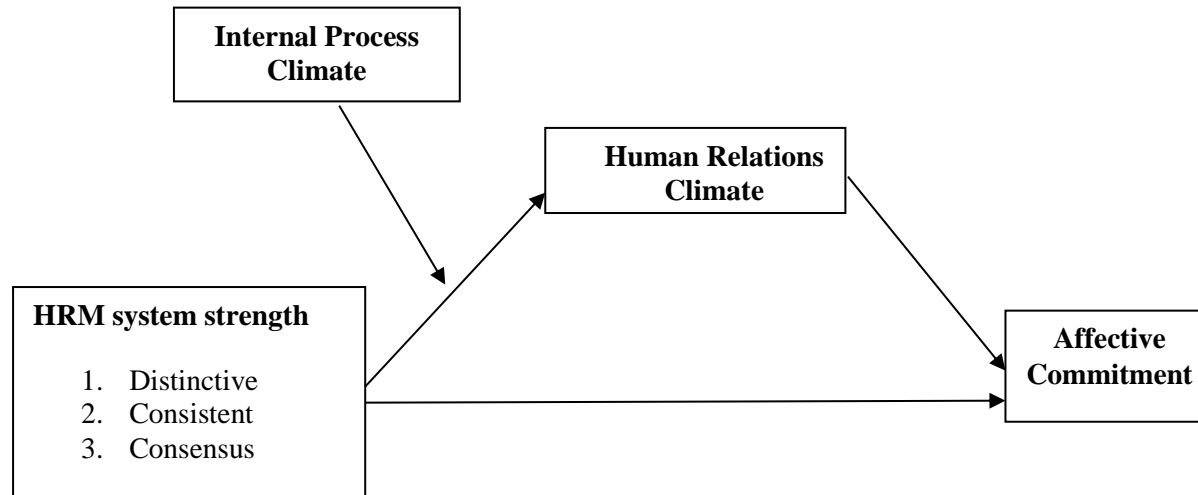 Internal Process
Climate
Human Relations
Climate
HRM system strength
1. Distinctive
2. Consistent
3. Consensus
Affective
Commitment